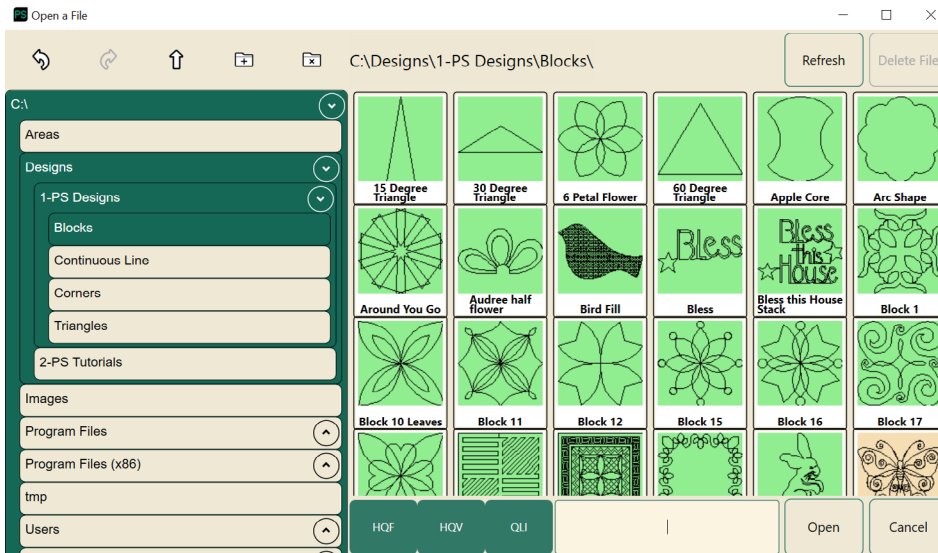 PS Open a File
C:\Designs\1-PS Designs\Blocks\
Refresh
Delete File
C:\
Areas
Designs
1-PS Designs
Blocks
Continuous Line
Corners
Triangles
2-PS Tutorials
Images
Program Files
Program Files (x86)
tmp
Users
15 Degree
Triangle
30 Degree
Triangle
6 Petal Flower
60 Degree
Triangle
Apple Core
Arc Shape
Around You Go
Audree half
flower
Bird Fill
Bless
Bless
Bless
this
House
Bless this House
Stack
Block 1
Block 10 Leaves
Block 11
Block 12
Block 15
Block 16
Block 17
HQF
HQV
QLI
Open
Cancel